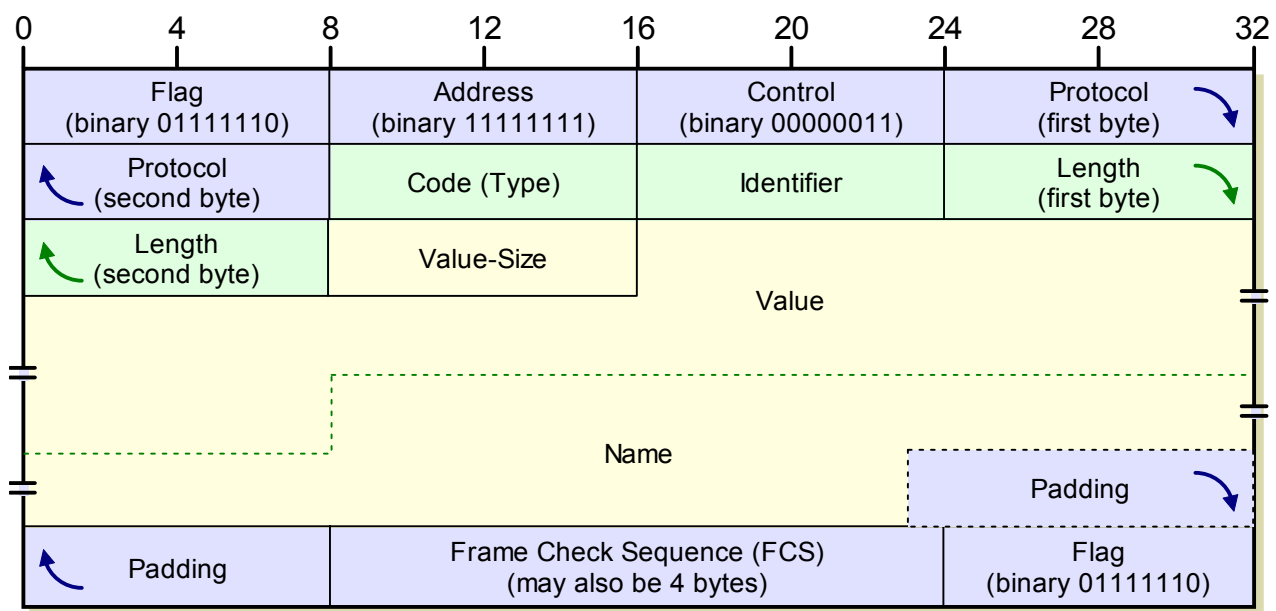 0 4 8 12 16 20 24 28 32
Flag
(binary 01111110)
Address
(binary 11111111)
Control
(binary 00000011)
Protocol
(first byte)
Protocol
(second byte)
Code (Type)
Identifier
Length
(first byte)
Length
(second byte)
Value-Size
Value
Name
Padding
Padding
Frame Check Sequence (FCS)
(may also be 4 bytes)
Flag
(binary 01111110)